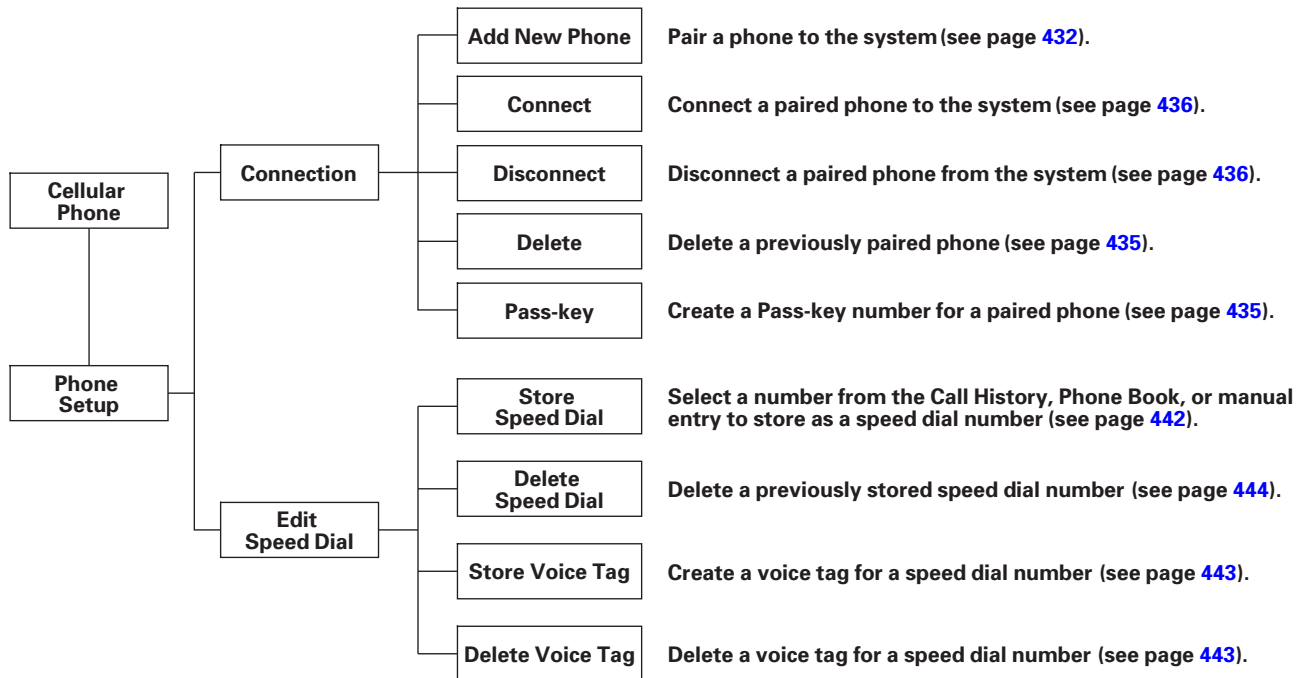 Add New Phone
Pair a phone to the system (see page 432).
Connect
Connect a paired phone to the system (see page 436).
Connection
Disconnect
Disconnect a paired phone from the system (see page 436).
Cellular
Phone
Delete
Delete a previously paired phone (see page 435).
Pass-key
Create a Pass-key number for a paired phone (see page 435).
Phone
Setup
Store
Speed Dial
Select a number from the Call History, Phone Book, or manual
entry to store as a speed dial number (see page 442).
Delete
Speed Dial
Delete a previously stored speed dial number (see page 444).
Edit
Speed Dial
Store Voice Tag
Create a voice tag for a speed dial number (see page 443).
Delete Voice Tag
Delete a voice tag for a speed dial number (see page 443).